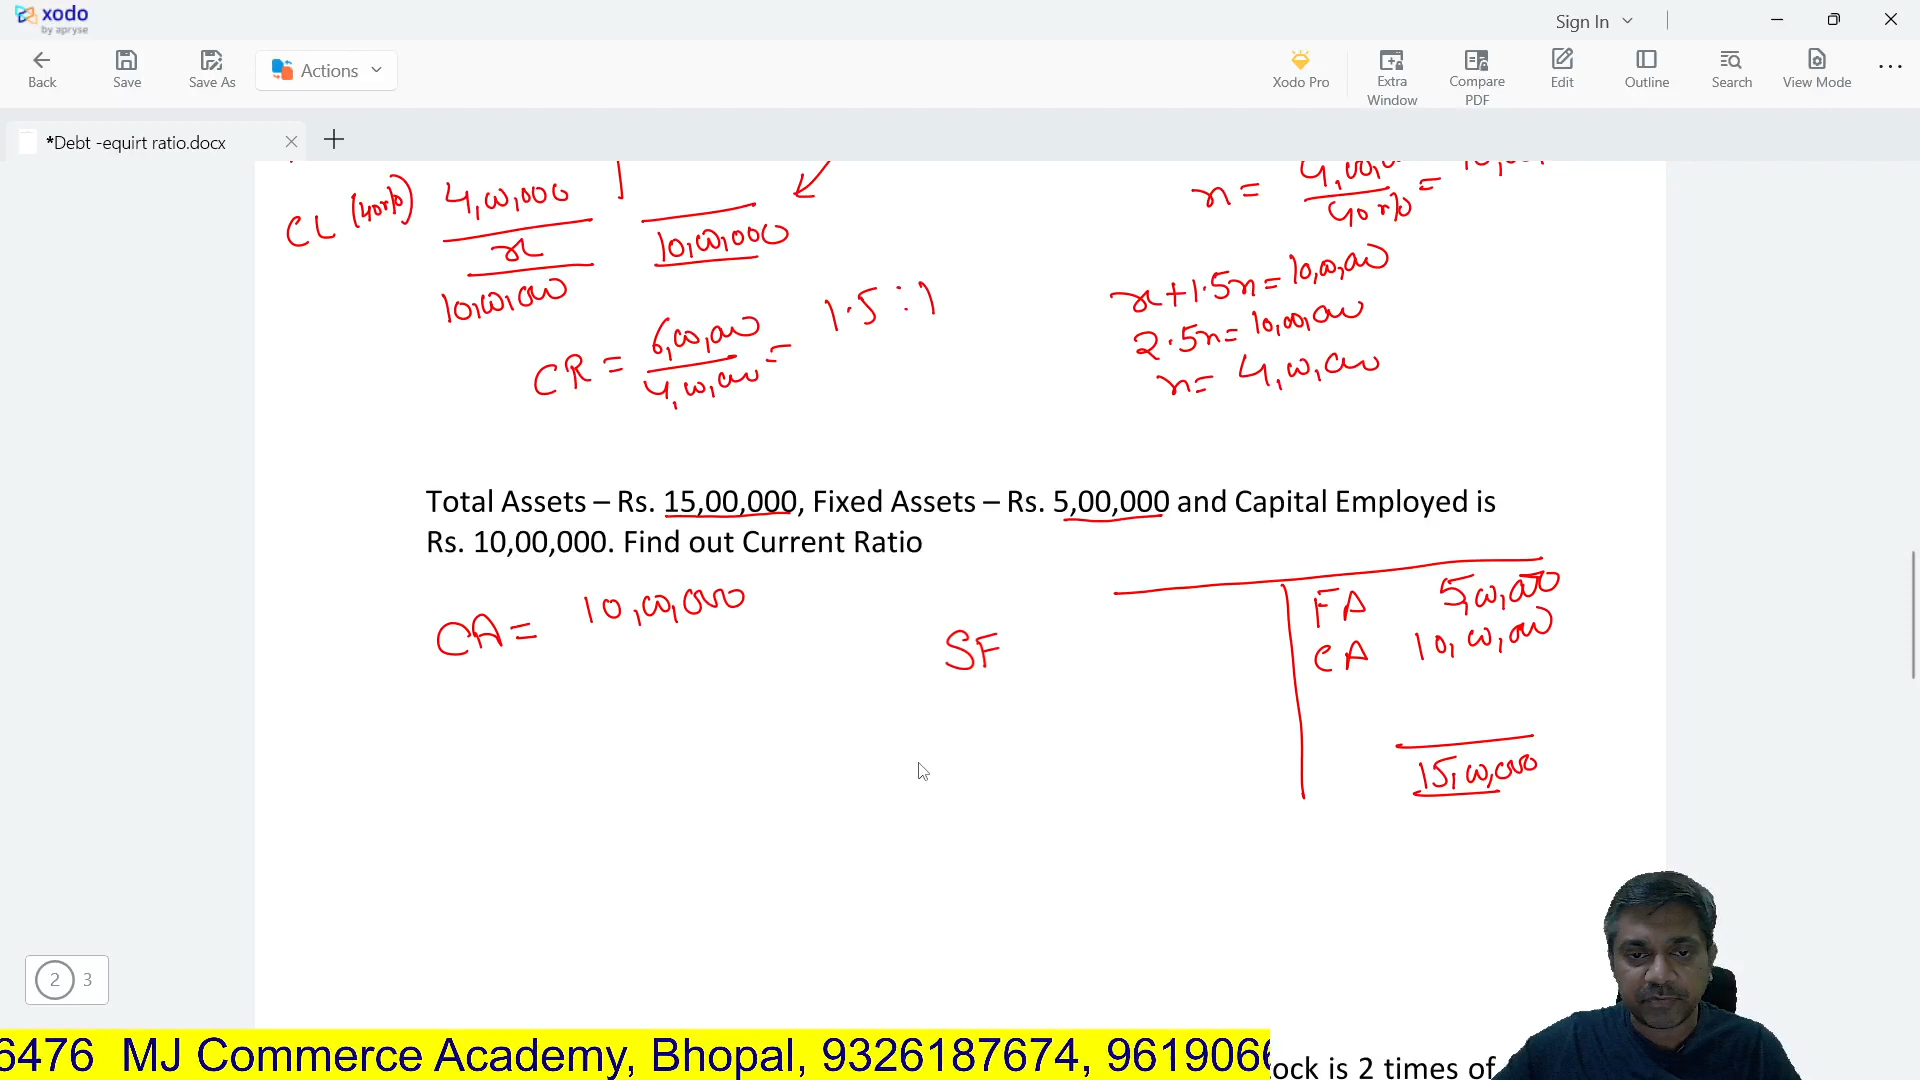 xodo
by apryse
Sign In
Back
Save
Save As
Actions
Xodo Pro
Extra Window
Compare PDF
Edit
Outline
Search
View Mode
*Debt -equirt ratio.docx
CL (40%) 4,00,000
x
10,00,000
10,00,000
CR = 6,00,000 / 4,00,000 = 1.5 : 1
x = 4,00,0 / 40% =
x + 1.5x = 10,00,000
2.5x = 10,00,000
x = 4,00,000
Total Assets – Rs. 15,00,000, Fixed Assets – Rs. 5,00,000 and Capital Employed is
Rs. 10,00,000. Find out Current Ratio
CA = 10,00,000
SF
FA 5,00,000
CA 10,00,000
15,00,000
2 3
6476 MJ Commerce Academy, Bhopal, 9326187674, 961906
ock is 2 times of